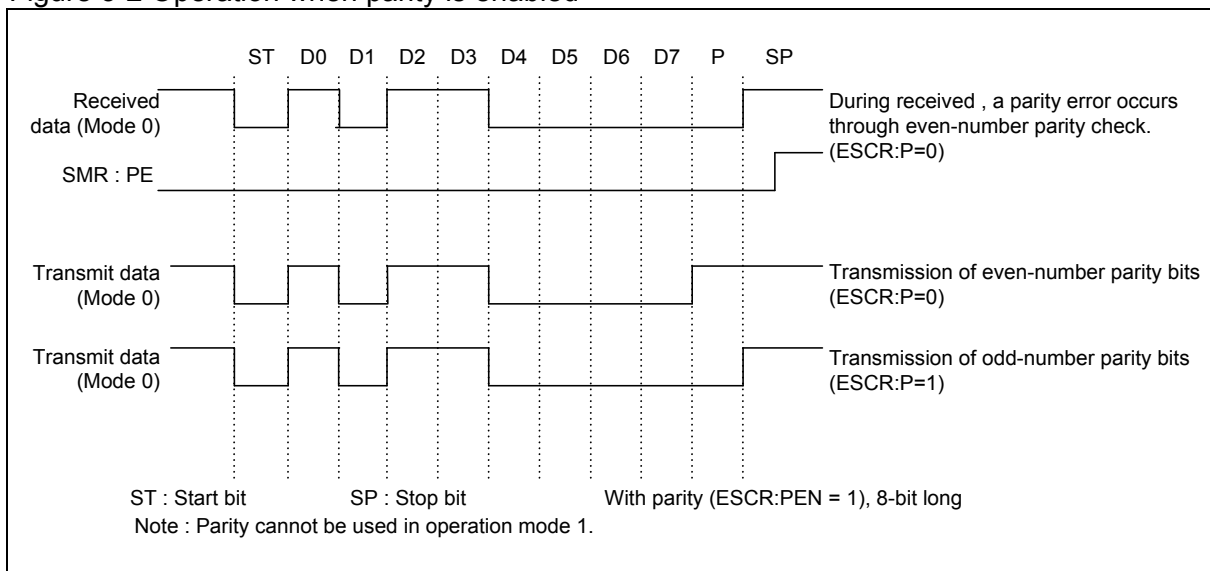 Figure 3-2 Operation when parity is enabled
ST D0 D1 D2 D3 D4 D5 D6 D7 P SP
Received
data (Mode 0)
During received , a parity error occurs
through even-number parity check.
(ESCR:P=0)
SMR : PE
Transmit data
(Mode 0)
Transmission of even-number parity bits
(ESCR:P=0)
Transmit data
(Mode 0)
Transmission of odd-number parity bits
(ESCR:P=1)
ST : Start bit SP : Stop bit With parity (ESCR:PEN = 1), 8-bit long
Note : Parity cannot be used in operation mode 1.